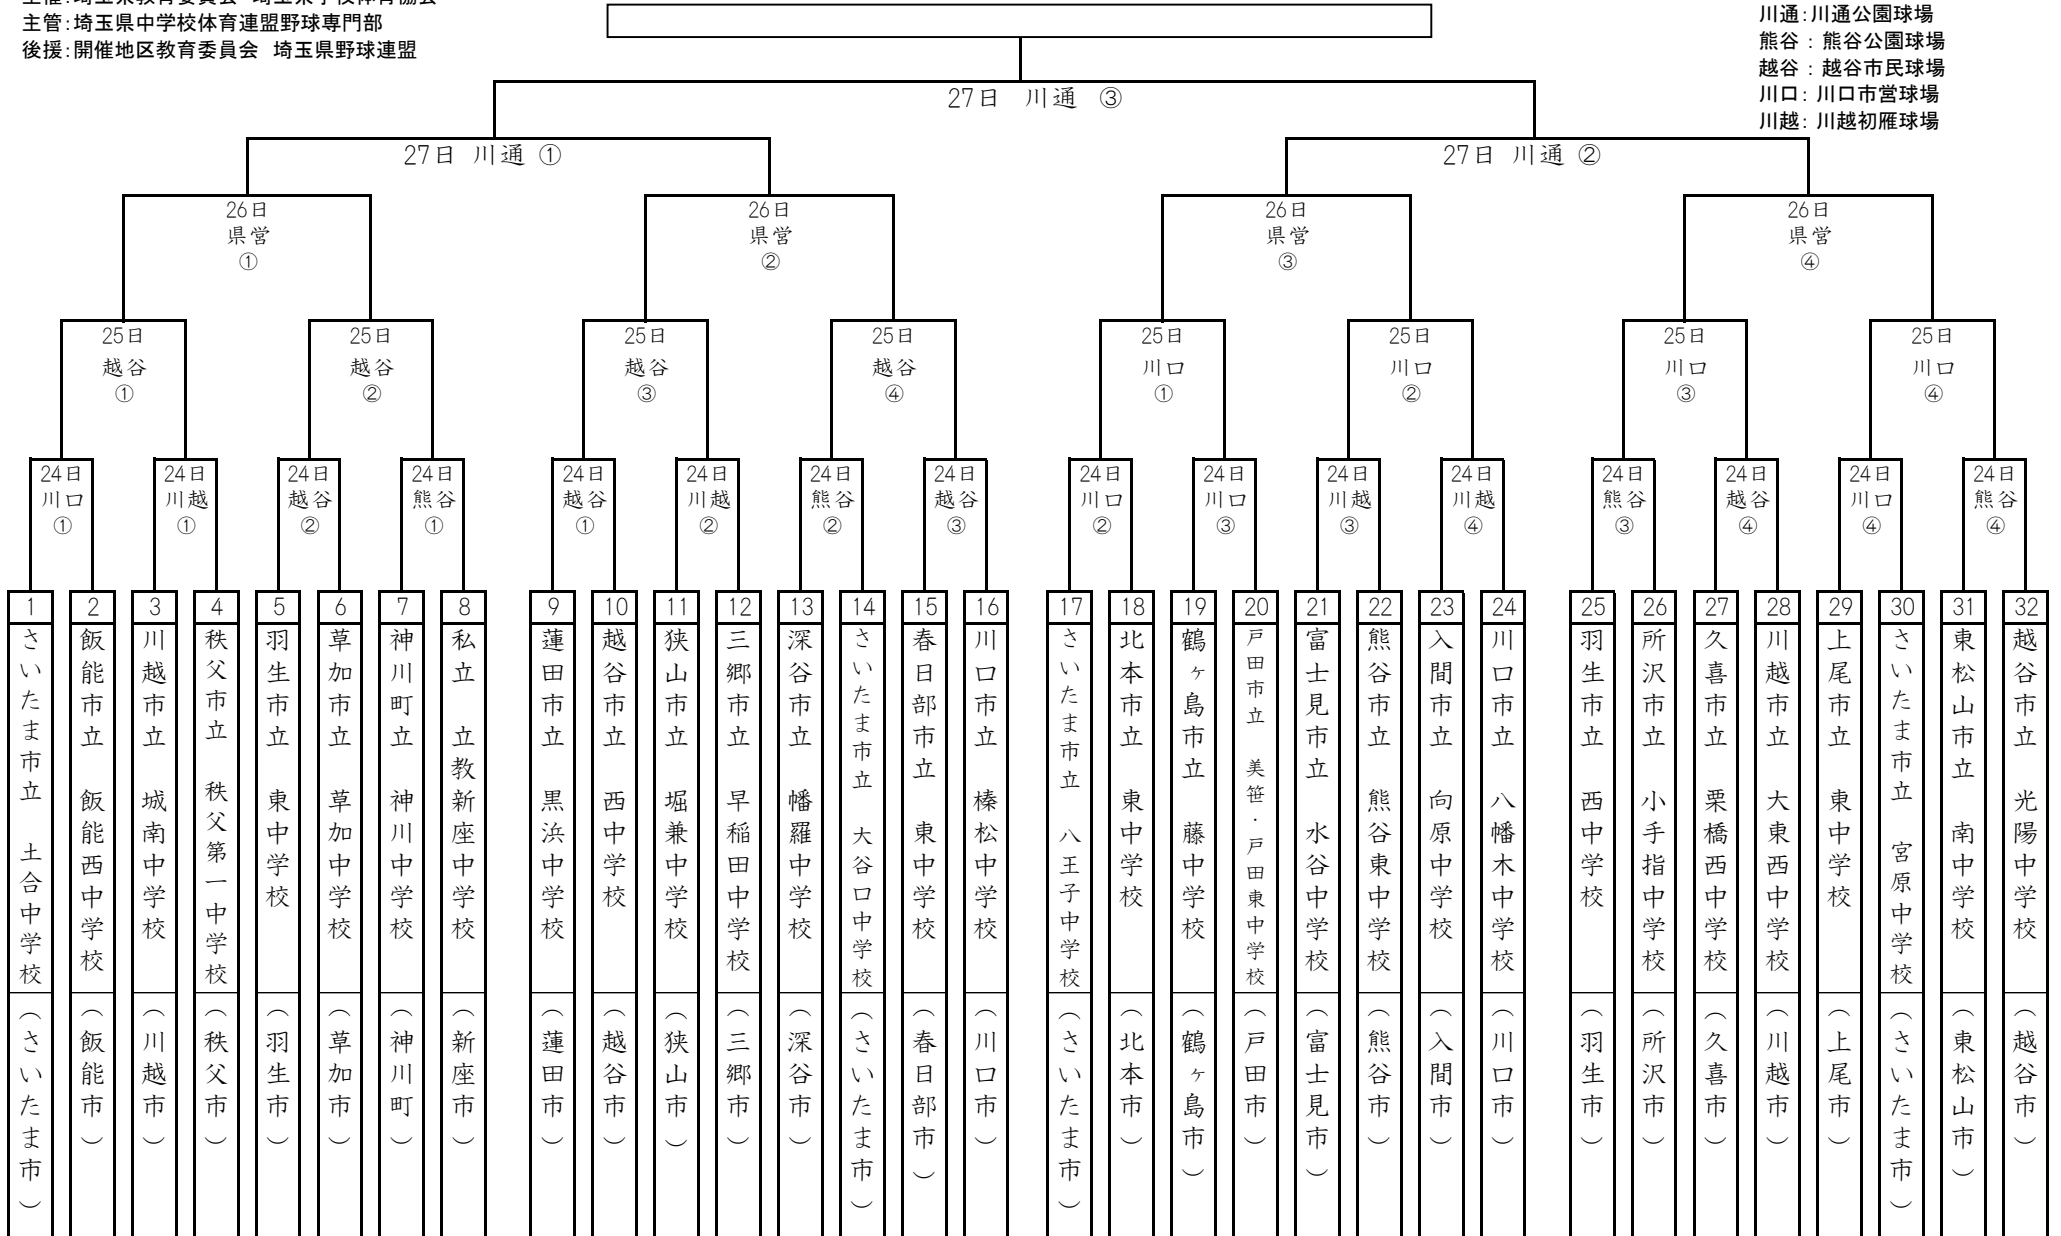 主催:埼玉県教育委員会 埼玉県学校体育協会
主管:埼玉県中学校体育連盟野球専門部
後援:開催地区教育委員会 埼玉県野球連盟
川通:川通公園球場
熊谷:熊谷公園球場
越谷:越谷市民球場
川口:川口市営球場
川越:川越初雁球場
27日 川通 ③
27日 川通 ①
27日 川通 ②
26日 県営 ①
26日 県営 ②
26日 県営 ③
26日 県営 ④
25日 越谷 ①
25日 越谷 ②
25日 越谷 ③
25日 越谷 ④
25日 川口 ①
25日 川口 ②
25日 川口 ③
25日 川口 ④
24日 川口 ①
24日 川越 ①
24日 越谷 ②
24日 熊谷 ①
24日 越谷 ①
24日 川越 ②
24日 熊谷 ②
24日 越谷 ③
24日 川口 ②
24日 川口 ③
24日 川越 ③
24日 川越 ④
24日 熊谷 ③
24日 越谷 ④
24日 川口 ④
24日 熊谷 ④
1 さいたま市立 土合中学校 (さいたま市)
2 飯能市立 飯能西中学校 (飯能市)
3 川越市立 城南中学校 (川越市)
4 秩父市立 秩父第一中学校 (秩父市)
5 羽生市立 東中学校 (羽生市)
6 草加市立 草加中学校 (草加市)
7 神川町立 神川中学校 (神川町)
8 私立 立教新座中学校 (新座市)
9 蓮田市立 黒浜中学校 (蓮田市)
10 越谷市立 西中学校 (越谷市)
11 狭山市立 堀兼中学校 (狭山市)
12 三郷市立 早稲田中学校 (三郷市)
13 深谷市立 幡羅中学校 (深谷市)
14 さいたま市立 大谷口中学校 (さいたま市)
15 春日部市立 東中学校 (春日部市)
16 川口市立 榛松中学校 (川口市)
17 さいたま市立 八王子中学校 (さいたま市)
18 北本市立 東中学校 (北本市)
19 鶴ヶ島市立 藤中学校 (鶴ヶ島市)
20 戸田市立 美笹・戸田東中学校 (戸田市)
21 富士見市立 水谷中学校 (富士見市)
22 熊谷市立 熊谷東中学校 (熊谷市)
23 入間市立 向原中学校 (入間市)
24 川口市立 八幡木中学校 (川口市)
25 羽生市立 西中学校 (羽生市)
26 所沢市立 小手指中学校 (所沢市)
27 久喜市立 栗橋西中学校 (久喜市)
28 川越市立 大東西中学校 (川越市)
29 上尾市立 東中学校 (上尾市)
30 さいたま市立 宮原中学校 (さいたま市)
31 東松山市立 南中学校 (東松山市)
32 越谷市立 光陽中学校 (越谷市)